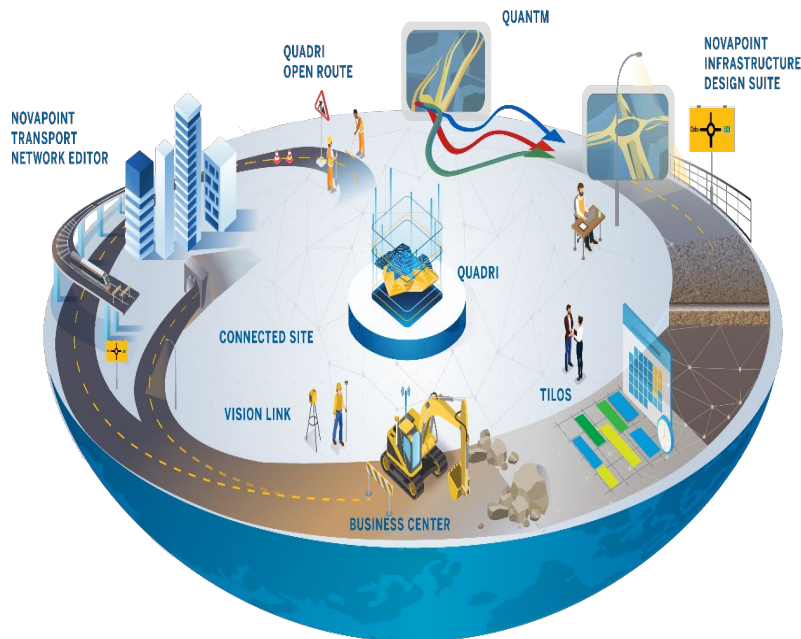 QUANTM
QUADRI
OPEN ROUTE
NOVAPOINT
INFRASTRUCTURE
DESIGN SUITE
NOVAPOINT
TRANSPORT
NETWORK EDITOR
QUADRI
CONNECTED SITE
TILOS
VISION LINK
BUSINESS CENTER